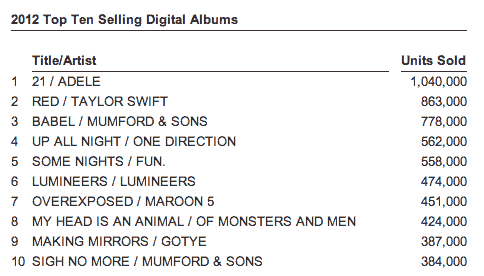 2012 Top Ten Selling Digital Albums
Title/Artist Units Sold
1 21 / ADELE 1,040,000
2 RED / TAYLOR SWIFT 863,000
3 BABEL / MUMFORD & SONS 778,000
4 UP ALL NIGHT / ONE DIRECTION 562,000
5 SOME NIGHTS / FUN. 558,000
6 LUMINEERS / LUMINEERS 474,000
7 OVEREXPOSED / MAROON 5 451,000
8 MY HEAD IS AN ANIMAL / OF MONSTERS AND MEN 424,000
9 MAKING MIRRORS / GOTYE 387,000
10 SIGH NO MORE / MUMFORD & SONS 384,000